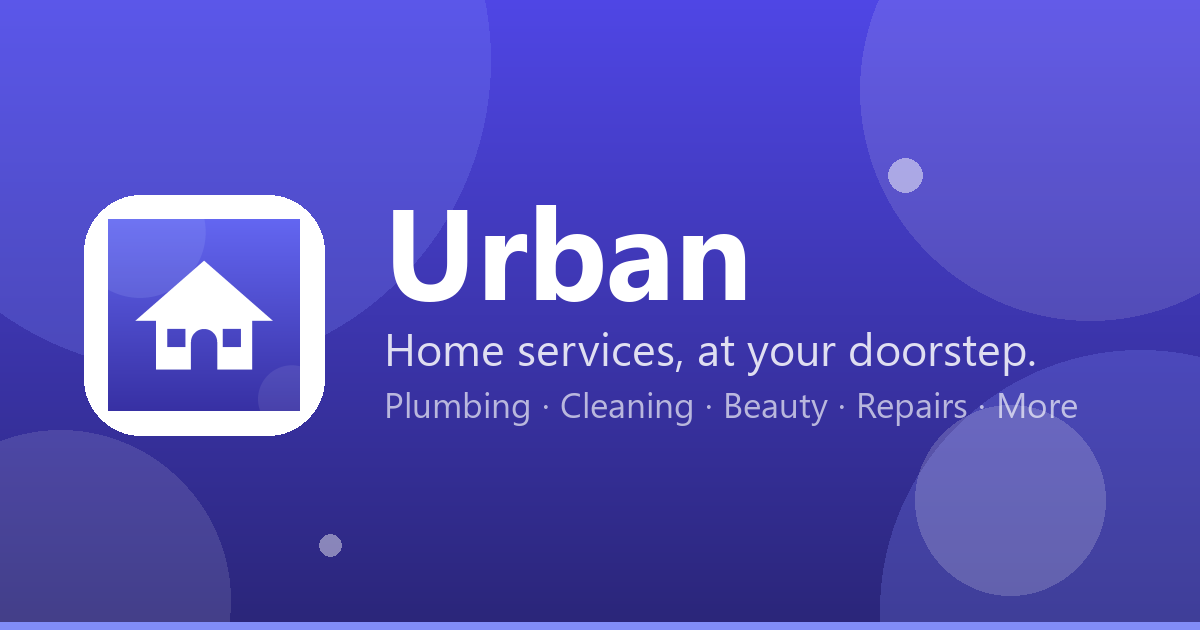 Urban
Home services, at your doorstep.
Plumbing · Cleaning · Beauty · Repairs · More